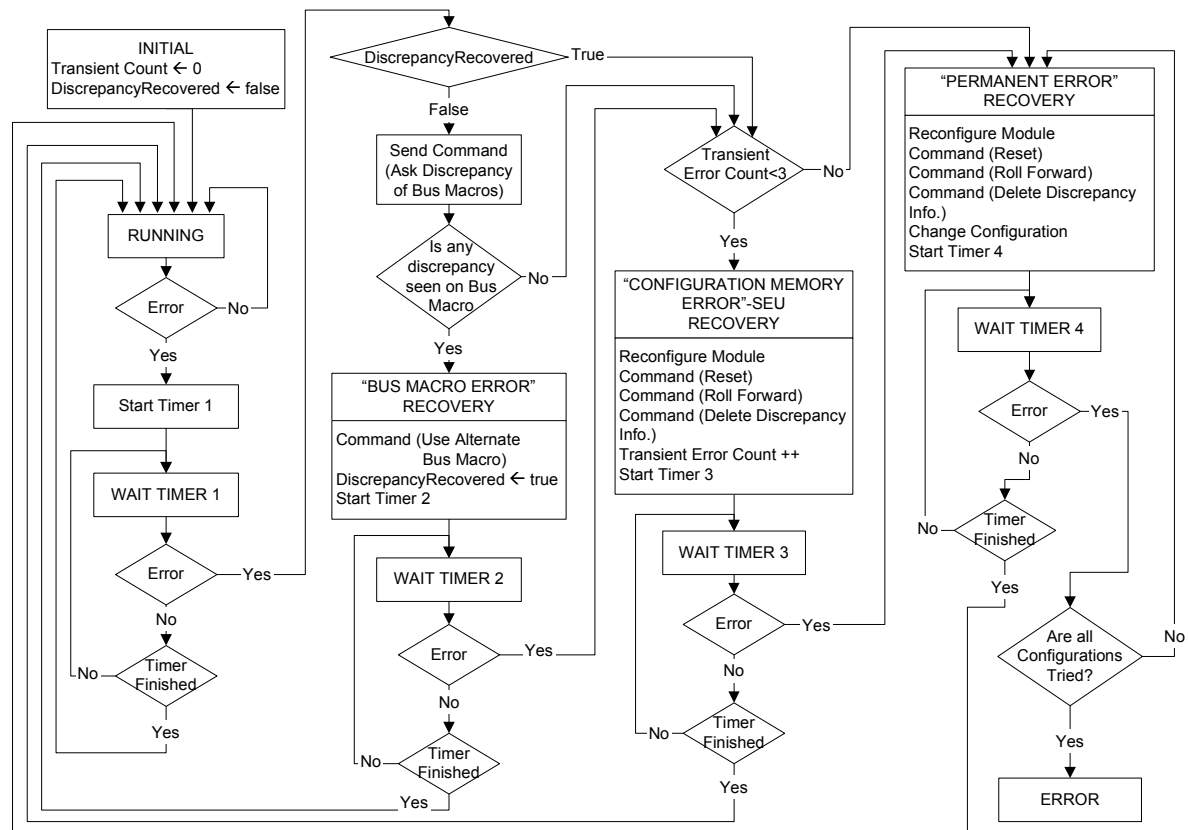 INITIAL
Transient Count ← 0
DiscrepancyRecovered ← false
RUNNING
Error
No
Yes
Start Timer 1
WAIT TIMER 1
Error
Yes
No
Timer
Finished
No
Yes
DiscrepancyRecovered
True
False
Send Command
(Ask Discrepancy
of Bus Macros)
Is any
discrepancy
seen on Bus
Macro
No
Yes
“BUS MACRO ERROR”
RECOVERY
Command (Use Alternate
Bus Macro)
DiscrepancyRecovered ← true
Start Timer 2
WAIT TIMER 2
Error
Yes
No
Timer
Finished
No
Yes
Transient
Error Count<3
No
Yes
“CONFIGURATION MEMORY
ERROR”-SEU
RECOVERY
Reconfigure Module
Command (Reset)
Command (Roll Forward)
Command (Delete Discrepancy
Info.)
Transient Error Count ++
Start Timer 3
WAIT TIMER 3
Error
Yes
No
Timer
Finished
No
Yes
“PERMANENT ERROR”
RECOVERY
Reconfigure Module
Command (Reset)
Command (Roll Forward)
Command (Delete Discrepancy
Info.)
Change Configuration
Start Timer 4
WAIT TIMER 4
Error
Yes
No
Timer
Finished
No
Yes
Are all
Configurations
Tried?
No
Yes
ERROR